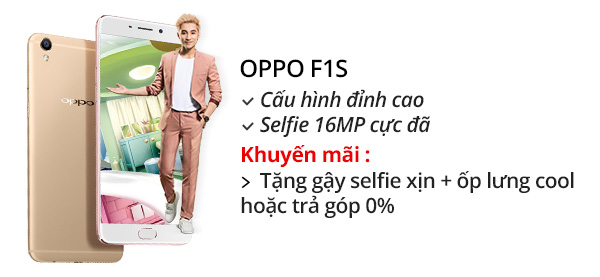 oppo
OPPO F1S
✓ Cấu hình đỉnh cao
✓ Selfie 16MP cực đã
Khuyến mãi :
> Tặng gậy selfie xịn + ốp lưng cool
hoặc trả góp 0%